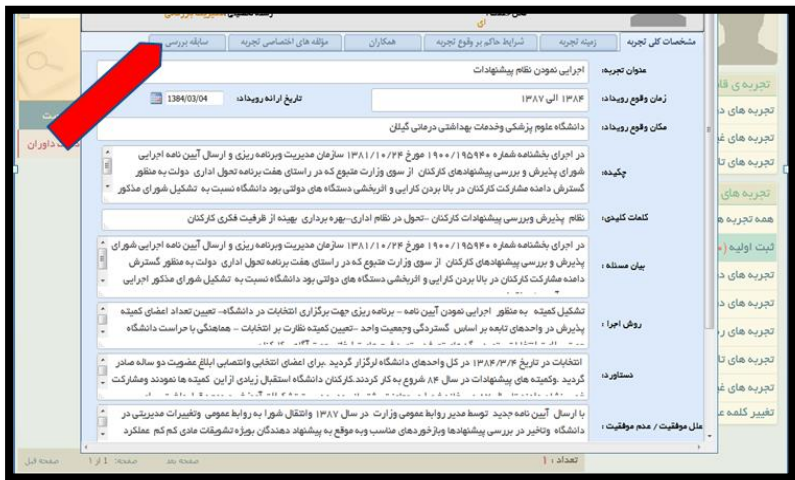 مشخصات کلی تجربه
زمینه تجربه
شرایط حاکم بر وقوع تجربه
همکاران
مؤلفه های اختصاصی تجربه
سابقه بررسی
عنوان تجربه:
اجرایی نمودن نظام پیشنهادات
زمان وقوع رویداد:
۱۳۸۴ الی ۱۳۸۷
تاریخ ارائه رویداد:
1384/03/04
مکان وقوع رویداد:
دانشگاه علوم پزشکی وخدمات بهداشتی درمانی گیلان
چکیده:
در اجرای بخشنامه شماره ۱۹۰۰/۱۹۵۹۴۰ مورخ ۱۳۸۱/۱۰/۲۴ سازمان مدیریت وبرنامه ریزی و ارسال آیین نامه اجرایی
شورای پذیرش و بررسی پیشنهادهای کارکنان از سوی وزارت متبوع که در راستای هفت برنامه تحول اداری دولت به منظور
گسترش دامنه مشارکت کارکنان در بالا بردن کارایی و اثربخشی دستگاه های دولتی بود دانشگاه نسبت به تشکیل شورای مذکور
کلمات کلیدی:
نظام پذیرش وبررسی پیشنهادات کارکنان –تحول در نظام اداری–بهره برداری بهینه از ظرفیت فکری کارکنان
بیان مسئله :
در اجرای بخشنامه شماره ۱۹۰۰/۱۹۵۹۴۰ مورخ ۱۳۸۱/۱۰/۲۴ سازمان مدیریت وبرنامه ریزی و ارسال آیین نامه اجرایی شورای
پذیرش و بررسی پیشنهادهای کارکنان از سوی وزارت متبوع که در راستای هفت برنامه تحول اداری دولت به منظور گسترش
دامنه مشارکت کارکنان در بالا بردن کارایی و اثربخشی دستگاه های دولتی بود دانشگاه نسبت به تشکیل شورای مذکور اجرایی
روش اجرا :
تشکیل کمیته به منظور اجرایی نمودن آیین نامه – برنامه ریزی جهت برگزاری انتخابات در دانشگاه– تعیین تعداد اعضای کمیته
پذیرش در واحدهای تابعه بر اساس گستردگی وجمعیت واحد –تعیین کمیته نظارت بر انتخابات – هماهنگی با حراست دانشگاه
دستاورد:
انتخابات در تاریخ ۱۳۸۴/۳/۴ در کل واحدهای دانشگاه لرگزار گردید .برای اعضای انتخابی وانتصابی ابلاغ عضویت دو ساله صادر
گردید .وکمیته های پیشنهادات در سال ۸۴ شروع به کار کردند.کارکنان دانشگاه استقبال زیادی از این کمیته ها نمودند ومشارکت
علل موفقیت / عدم موفقیت :
با ارسال آیین نامه جدید توسط مدیر روابط عمومی وزارت در سال ۱۳۸۷ وانتقال شورا به روابط عمومی وتغییرات مدیریتی در
دانشگاه وتاخیر در بررسی پیشنهادها وبازخوردهای مناسب وبه موقع به پیشنهاد دهندگان بویژه تشویقات مادی کم کم عملکرد
تجربه های
همه تجربه
ثبت اولیه
تجربه های
تغییر کلمه
داوران
تعداد : 1
صفحه بعد
صفحه: 1 از 1
صفحه قبل